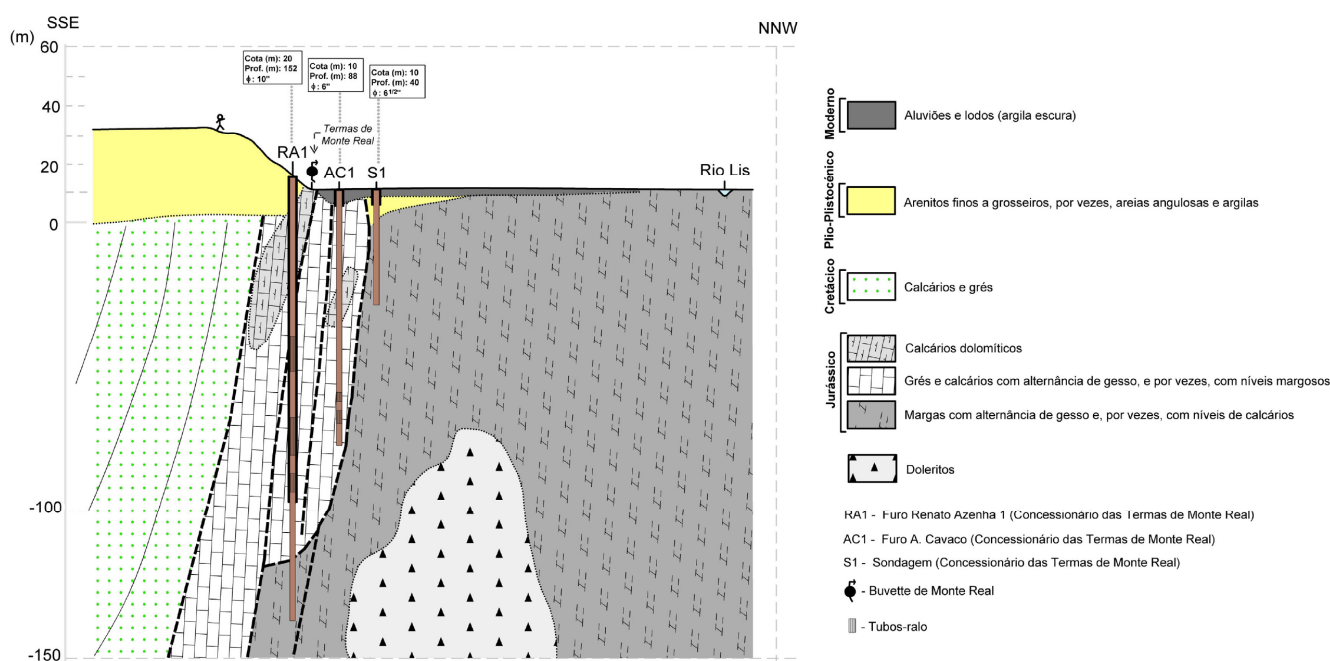 SSE
NNW
(m)
60
40
20
0
-100
-150
Cota (m): 20
Prof. (m): 152
ϕ: 10"
Cota (m): 10
Prof. (m): 88
ϕ: 6"
Cota (m): 10
Prof. (m): 40
ϕ: 6 1/2"
Termas de
Monte Real
RA1
AC1
S1
Rio Lis
Moderno
Aluviões e lodos (argila escura)
Plio-Plistocénico
Arenitos finos a grosseiros, por vezes, areias angulosas e argilas
Cretácico
Calcários e grés
Jurássico
Calcários dolomíticos
Grés e calcários com alternância de gesso, e por vezes, com níveis margosos
Margas com alternância de gesso e, por vezes, com níveis de calcários
Doleritos
RA1 - Furo Renato Azenha 1 (Concessionário das Termas de Monte Real)
AC1 - Furo A. Cavaco (Concessionário das Termas de Monte Real)
S1 - Sondagem (Concessionário das Termas de Monte Real)
- Buvette de Monte Real
- Tubos-ralo